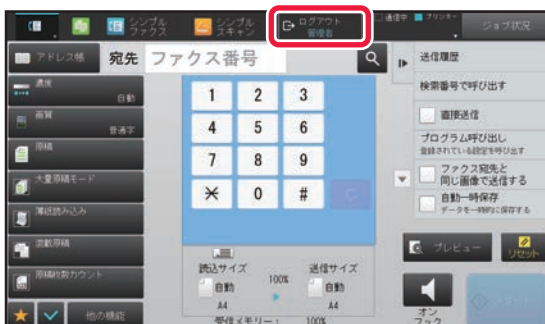 シンプル
ファクス
シンプル
スキャン
ログアウト
管理者
通信中
プリンター
ジョブ状況
アドレス帳
宛先
ファクス番号
送信履歴
検索番号で呼び出す
直接送信
プログラム呼び出し
登録されている設定を呼び出す
ファクス宛先と
同じ画像で送信する
自動一時保存
データを一時的に保存する
濃度
自動
画質
普通字
原稿
大量原稿モード
薄紙読み込み
混載原稿
原稿枚数カウント
他の機能
1 2 3
4 5 6
7 8 9
＊ 0 # C
読込サイズ
自動
A4
100%
送信サイズ
自動
A4
受信メモリー： 100%
プレビュー
リセット
オン
フック
スタート